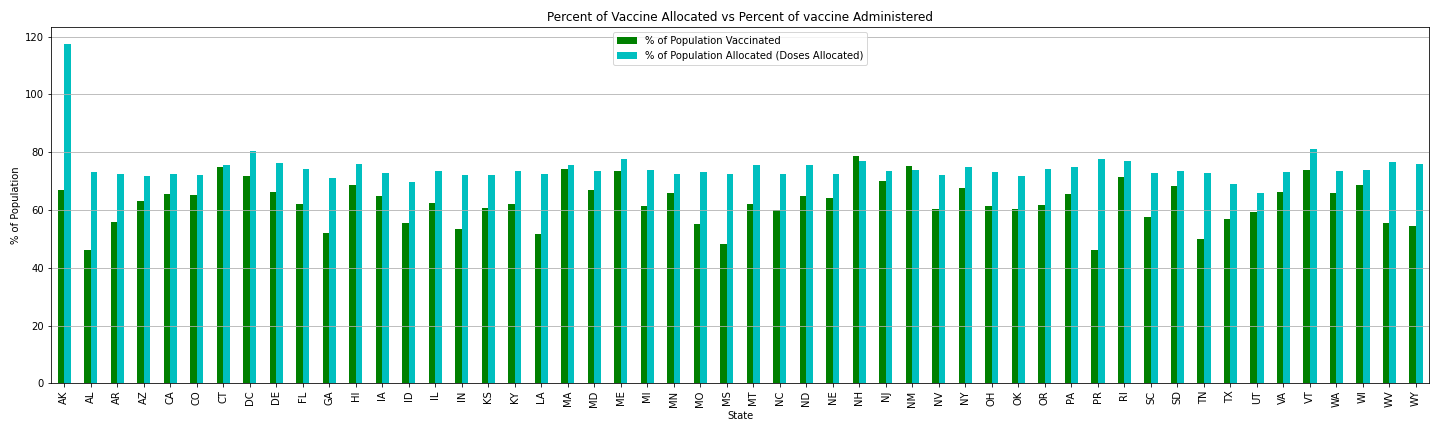 Percent of Vaccine Allocated vs Percent of vaccine Administered
% of Population Vaccinated
% of Population Allocated (Doses Allocated)
% of Population
120
100
80
60
40
20
0
AK AL AR AZ CA CO CT DC DE FL GA HI IA ID IL IN KS KY LA MA MD ME MI MN MO MS MT NC ND NE NH NJ NM NV NY OH OK OR PA PR RI SC SD TN TX UT VA VT WA WI WV WY
State